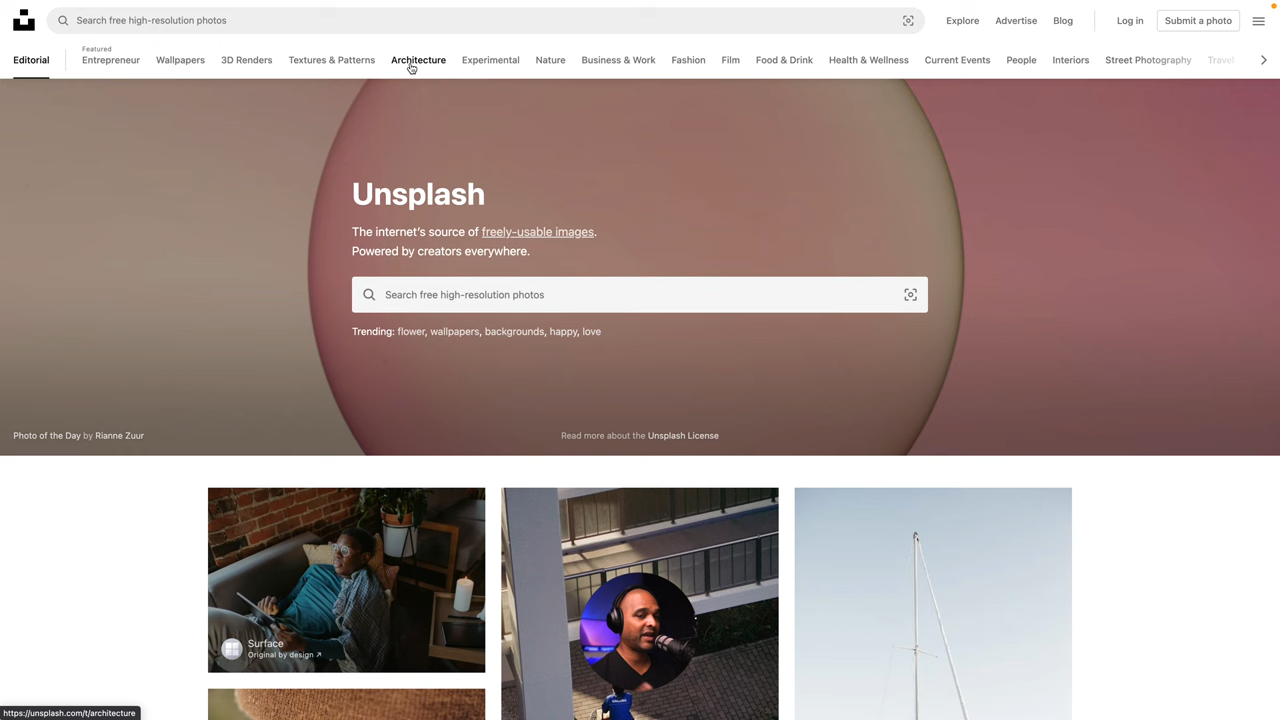 Search free high-resolution photos
Explore
Advertise
Blog
Log in
Submit a photo
Editorial
Featured
Entrepreneur
Wallpapers
3D Renders
Textures & Patterns
Architecture
Experimental
Nature
Business & Work
Fashion
Film
Food & Drink
Health & Wellness
Current Events
People
Interiors
Street Photography
Travel
Unsplash
The internet's source of freely-usable images.
Powered by creators everywhere.
Search free high-resolution photos
Trending: flower, wallpapers, backgrounds, happy, love
Photo of the Day by Rianne Zuur
Read more about the Unsplash License
Surface
Original by design ↗
https://unsplash.com/t/architecture